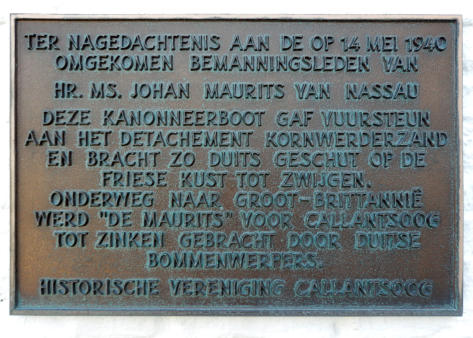 TER NAGEDACHTENIS AAN DE OP 14 MEI 1940
OMGEKOMEN BEMANNINGSLEDEN VAN
HR. MS. JOHAN MAURITS VAN NASSAU
DEZE KANONNEERBOOT GAF VUURSTEUN
AAN HET DETACHEMENT KORNWERDERZAND
EN BRACHT ZO DUITS GESCHUT OP DE
FRIESE KUST TOT ZWIJGEN.
ONDERWEG NAAR GROOT-BRITTANNIË
WERD "DE MAURITS" VOOR CALLANTSOOG
TOT ZINKEN GEBRACHT DOOR DUITSE
BOMMENWERPERS.
HISTORISCHE VERENIGING CALLANTSOOG